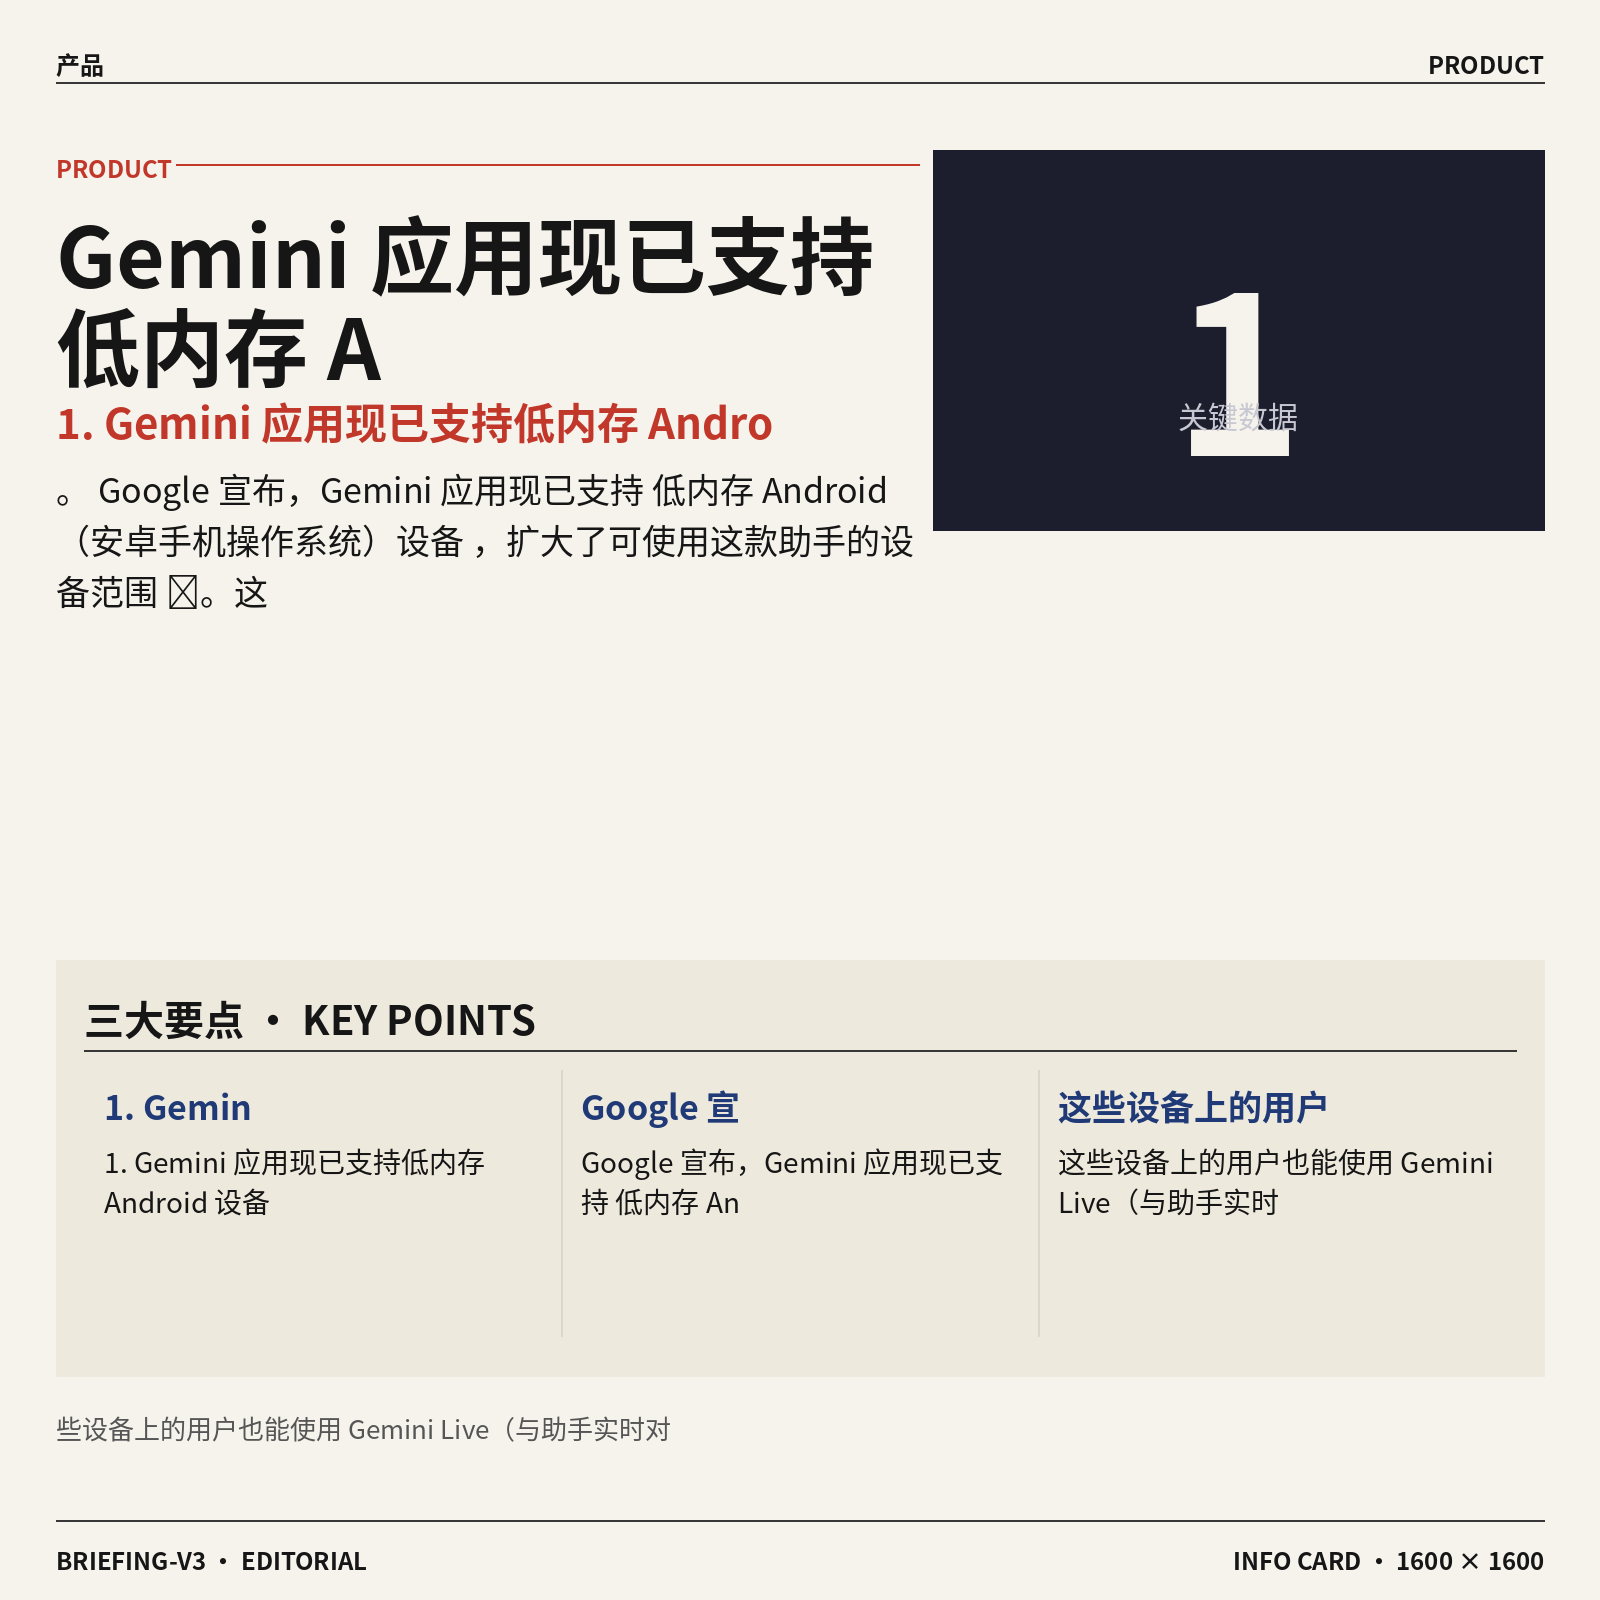 产品
PRODUCT
PRODUCT
Gemini 应用现已支持
低内存 A
1. Gemini 应用现已支持低内存 Andro
。 Google 宣布，Gemini 应用现已支持 低内存 Android
（安卓手机操作系统）设备 ，扩大了可使用这款助手的设
备范围 。这
1
关键数据
三大要点 · KEY POINTS
1. Gemin
1. Gemini 应用现已支持低内存
Android 设备
Google 宣
Google 宣布，Gemini 应用现已支
持 低内存 An
这些设备上的用户
这些设备上的用户也能使用 Gemini
Live（与助手实时
些设备上的用户也能使用 Gemini Live（与助手实时对
BRIEFING-V3 · EDITORIAL
INFO CARD · 1600 × 1600